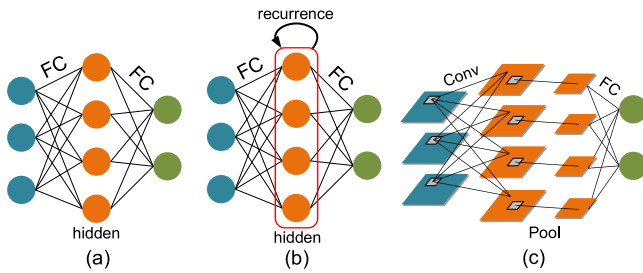 FC
FC
hidden
(a)
recurrence
FC
FC
hidden
(b)
Conv
FC
Pool
(c)